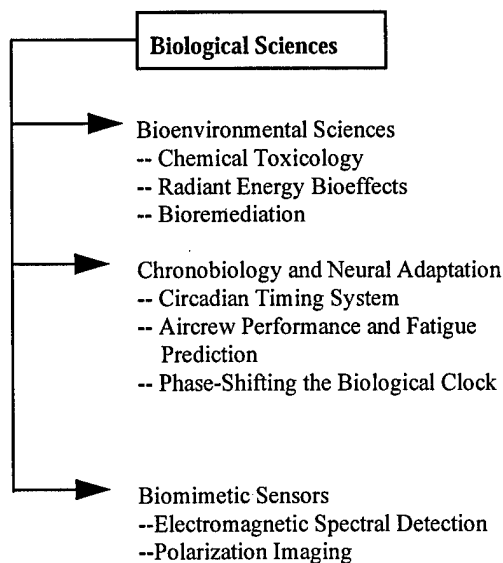 Biological Sciences
Bioenvironmental Sciences
-- Chemical Toxicology
-- Radiant Energy Bioeffects
-- Bioremediation
Chronobiology and Neural Adaptation
-- Circadian Timing System
-- Aircrew Performance and Fatigue
Prediction
-- Phase-Shifting the Biological Clock
Biomimetic Sensors
--Electromagnetic Spectral Detection
--Polarization Imaging